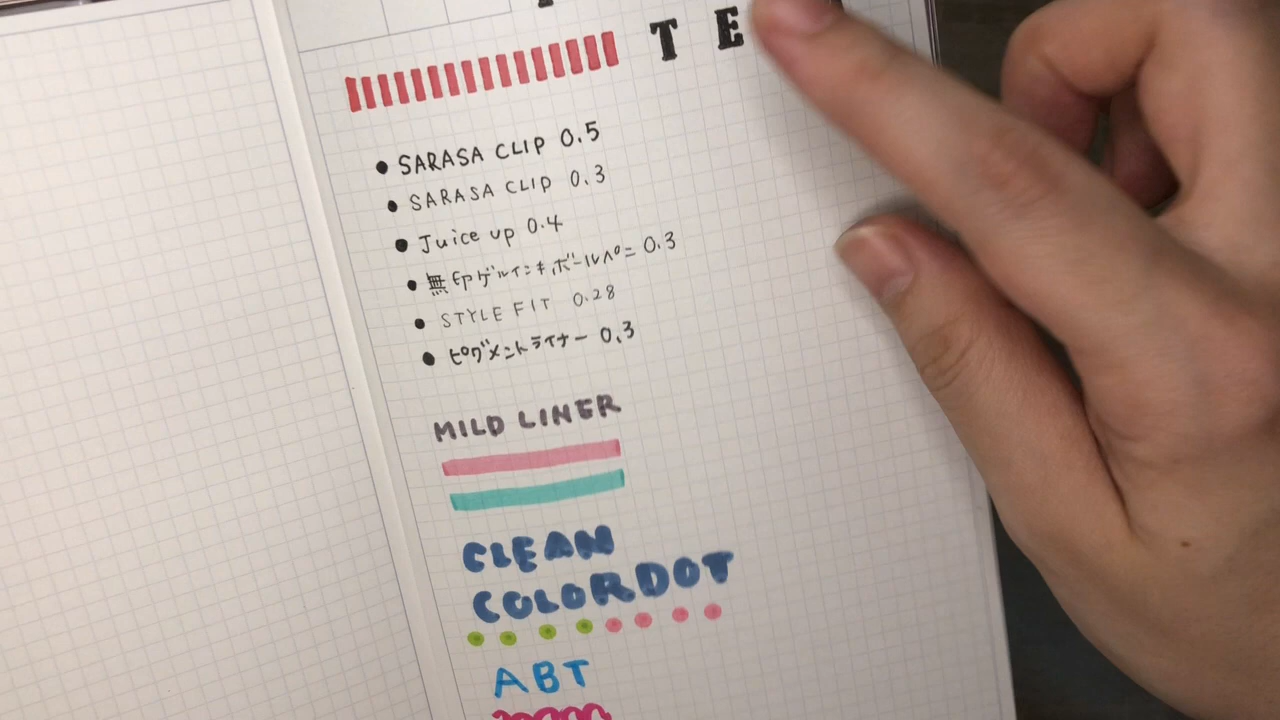 T E
• SARASA CLIP 0.5
• SARASA CLIP 0.3
• Juice up 0.4
• 無印ゲルインキボールペン 0.3
• STYLE FIT 0.28
• ピグメントライナー 0.3
MILD LINER
CLEAN
COLORDOT
ABT